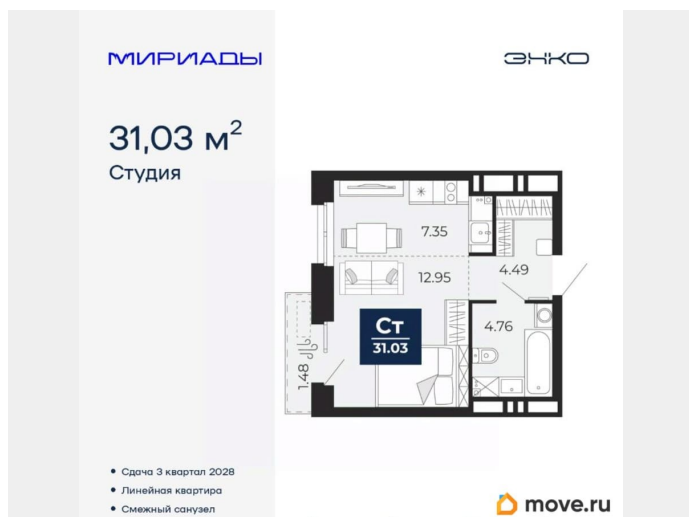 МИРИАДЫ
ЭНКО
31,03 м²
Студия
7.35
12.95
4.49
Ст
31.03
4.76
1.48
• Сдача 3 квартал 2028
• Линейная квартира
• Смежный санузел
move.ru